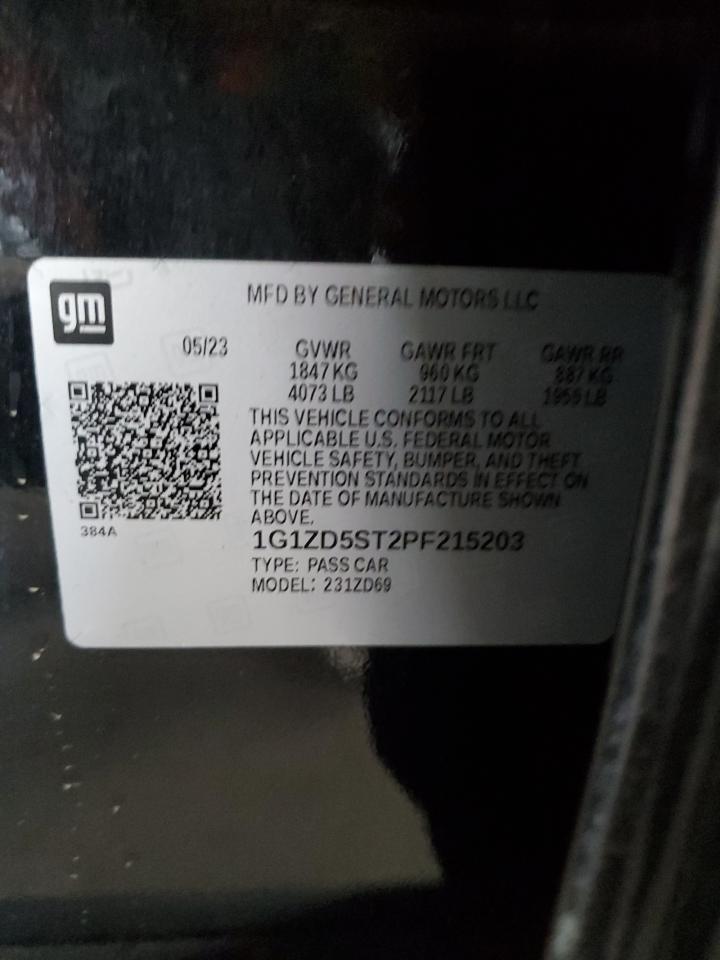 gm
MFD BY GENERAL MOTORS LLC
05/23 GVWR GAWR FRT GAWR RR
1847 KG 960 KG 887 KG
4073 LB 2117 LB 1956 LB
THIS VEHICLE CONFORMS TO ALL
APPLICABLE U.S. FEDERAL MOTOR
VEHICLE SAFETY, BUMPER, AND THEFT
PREVENTION STANDARDS IN EFFECT ON
THE DATE OF MANUFACTURE SHOWN
ABOVE.
384A
1G1ZD5ST2PF215203
TYPE: PASS CAR
MODEL: 231ZD69